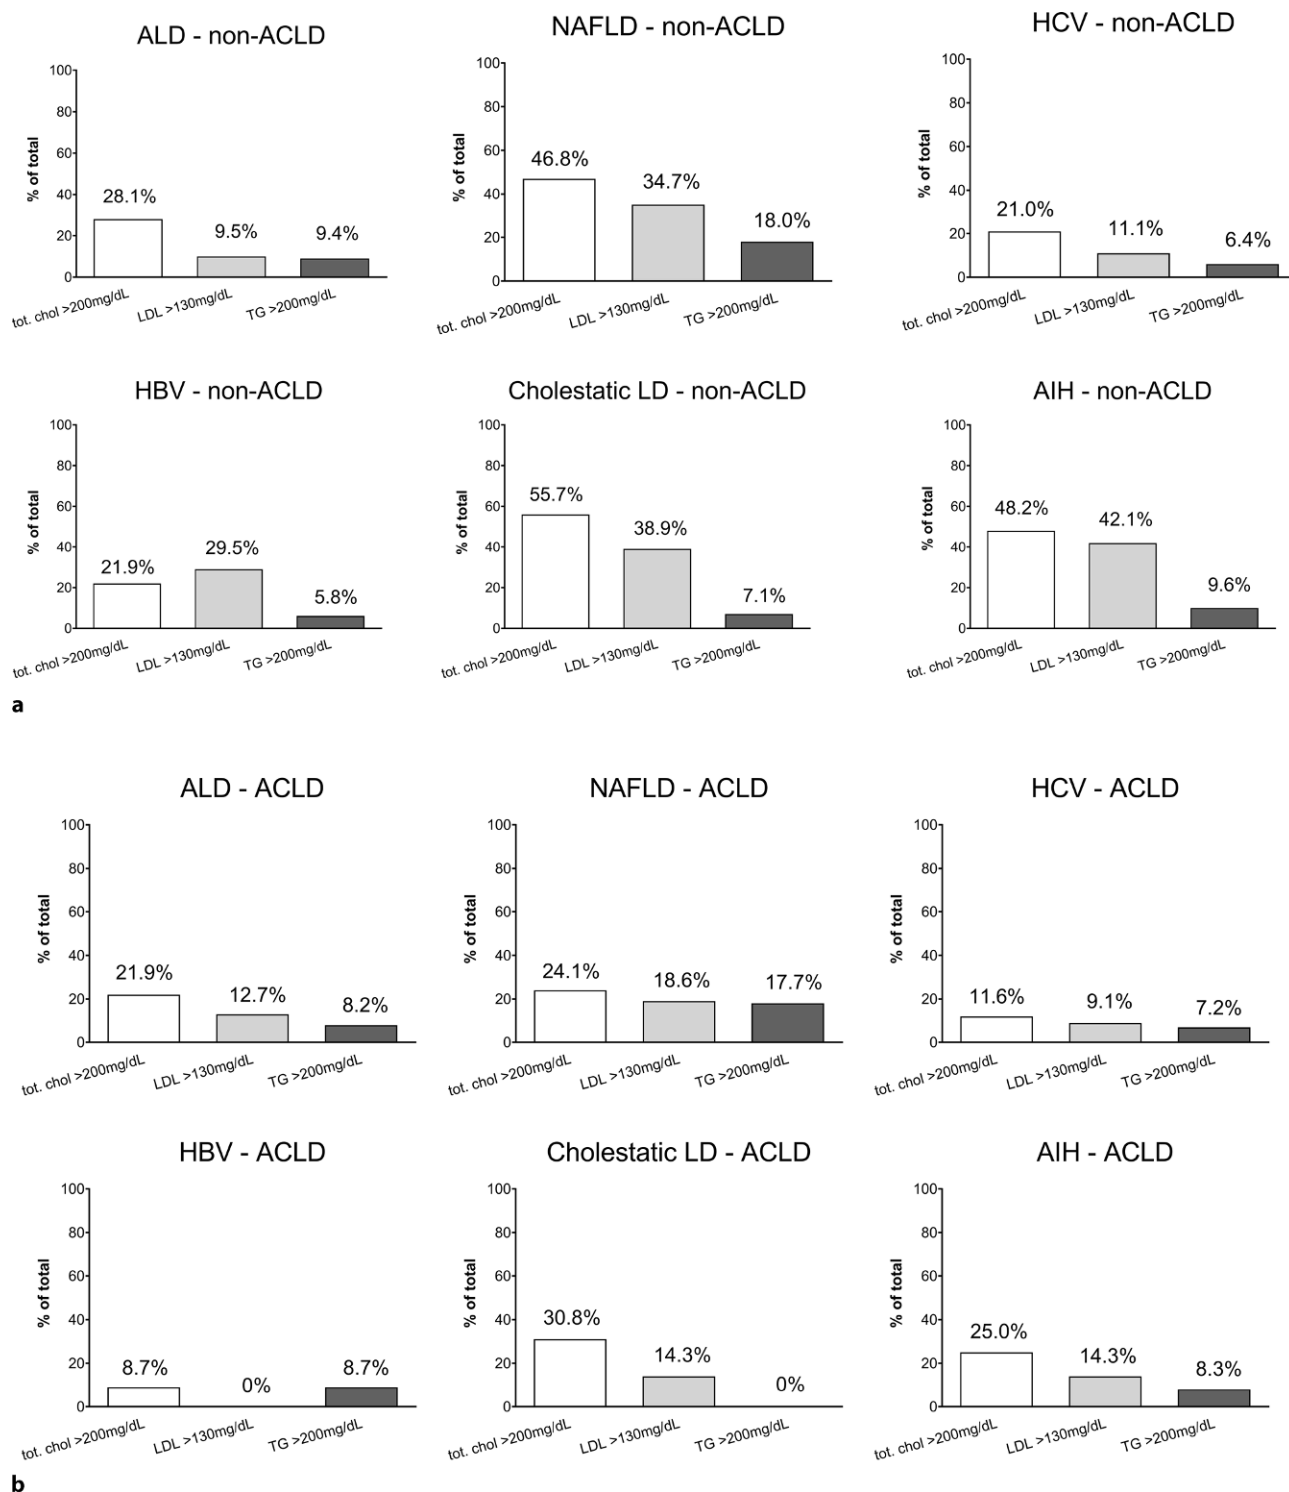 ALD - non-ACLD
% of total
100
80
60
40
20
0
28.1%
9.5%
9.4%
tot. chol >200mg/dL
LDL >130mg/dL
TG >200mg/dL
NAFLD - non-ACLD
% of total
100
80
60
40
20
0
46.8%
34.7%
18.0%
tot. chol >200mg/dL
LDL >130mg/dL
TG >200mg/dL
HCV - non-ACLD
% of total
100
80
60
40
20
0
21.0%
11.1%
6.4%
tot. chol >200mg/dL
LDL >130mg/dL
TG >200mg/dL
HBV - non-ACLD
% of total
100
80
60
40
20
0
21.9%
29.5%
5.8%
tot. chol >200mg/dL
LDL >130mg/dL
TG >200mg/dL
Cholestatic LD - non-ACLD
% of total
100
80
60
40
20
0
55.7%
38.9%
7.1%
tot. chol >200mg/dL
LDL >130mg/dL
TG >200mg/dL
AIH - non-ACLD
% of total
100
80
60
40
20
0
48.2%
42.1%
9.6%
tot. chol >200mg/dL
LDL >130mg/dL
TG >200mg/dL
a
ALD - ACLD
% of total
100
80
60
40
20
0
21.9%
12.7%
8.2%
tot. chol >200mg/dL
LDL >130mg/dL
TG >200mg/dL
NAFLD - ACLD
% of total
100
80
60
40
20
0
24.1%
18.6%
17.7%
tot. chol >200mg/dL
LDL >130mg/dL
TG >200mg/dL
HCV - ACLD
% of total
100
80
60
40
20
0
11.6%
9.1%
7.2%
tot. chol >200mg/dL
LDL >130mg/dL
TG >200mg/dL
HBV - ACLD
% of total
100
80
60
40
20
0
8.7%
0%
8.7%
tot. chol >200mg/dL
LDL >130mg/dL
TG >200mg/dL
Cholestatic LD - ACLD
% of total
100
80
60
40
20
0
30.8%
14.3%
0%
tot. chol >200mg/dL
LDL >130mg/dL
TG >200mg/dL
AIH - ACLD
% of total
100
80
60
40
20
0
25.0%
14.3%
8.3%
tot. chol >200mg/dL
LDL >130mg/dL
TG >200mg/dL
b